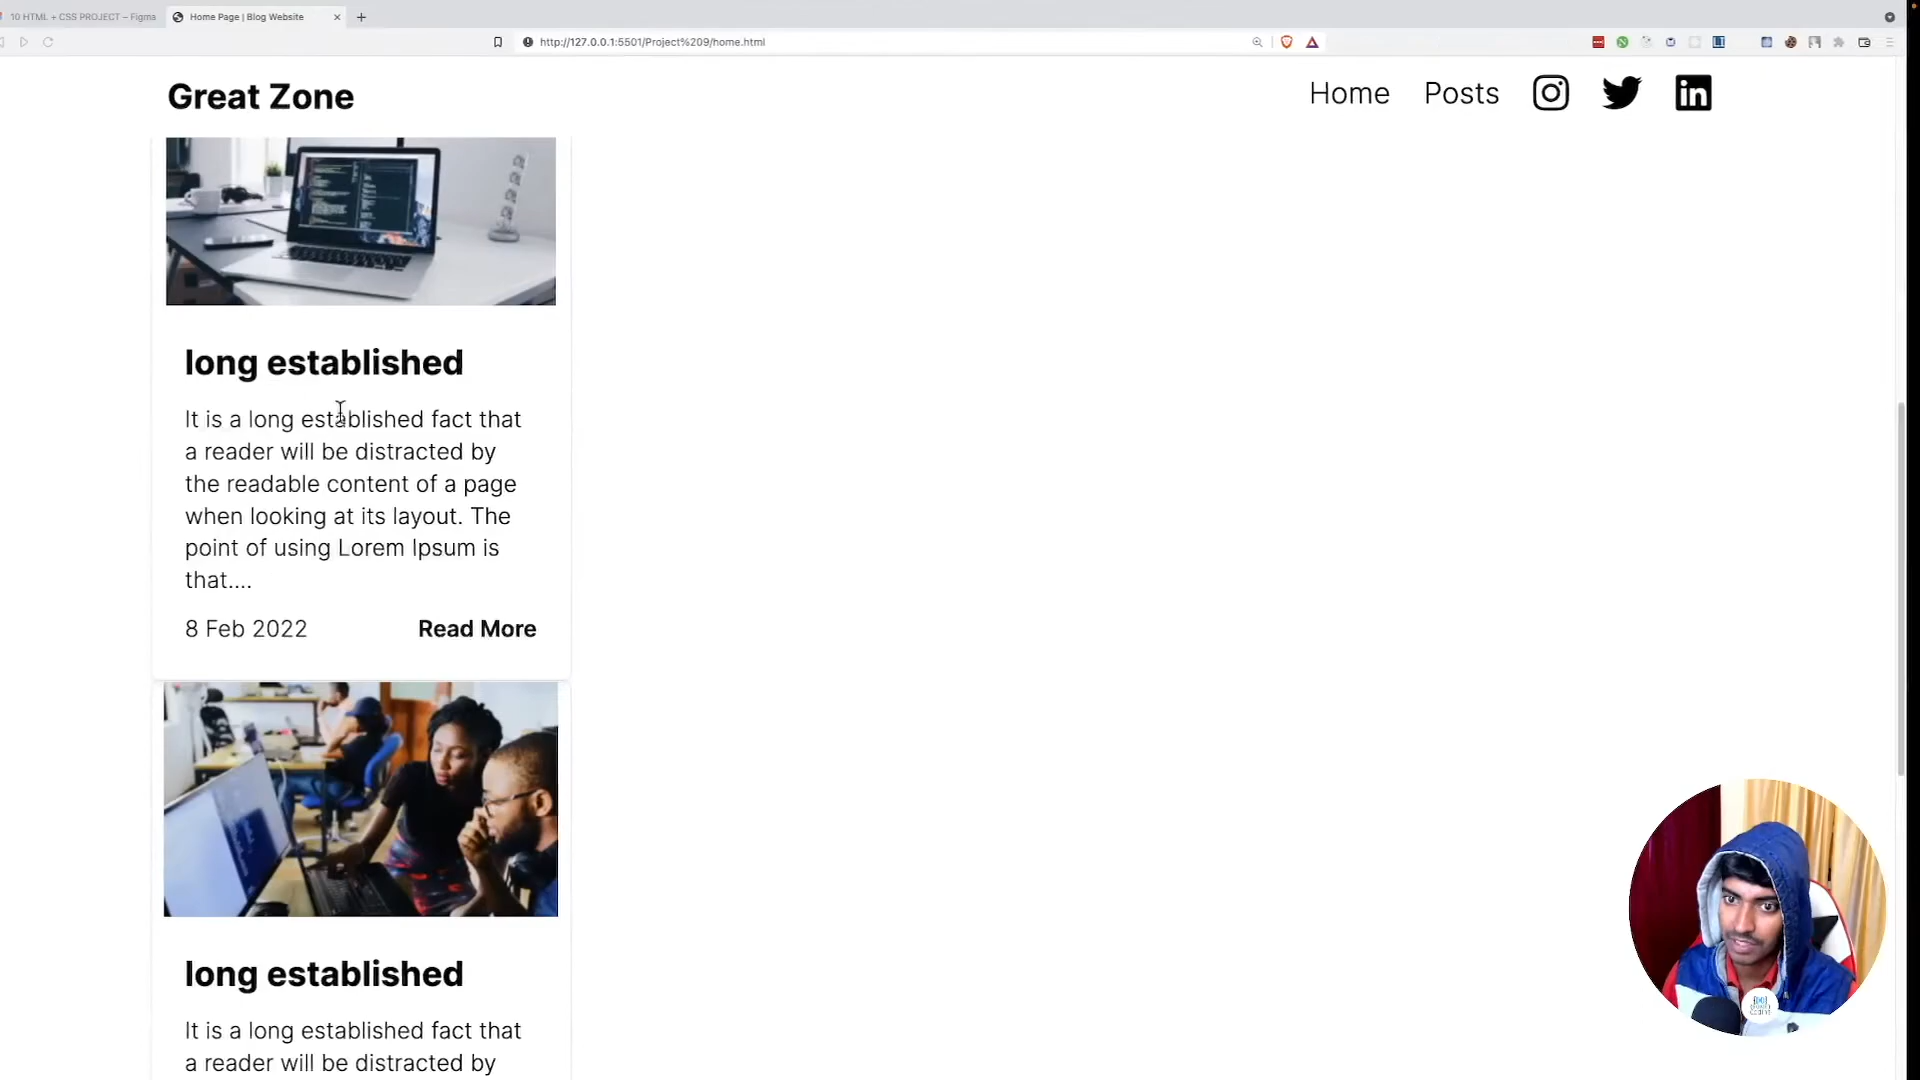 10 HTML + CSS PROJECT – Figma
Home Page | Blog Website
http://127.0.0.1:5501/Project%209/home.html
Great Zone
Home
Posts
long established
It is a long established fact that
a reader will be distracted by
the readable content of a page
when looking at its layout. The
point of using Lorem Ipsum is
that....
8 Feb 2022
Read More
long established
It is a long established fact that
a reader will be distracted by